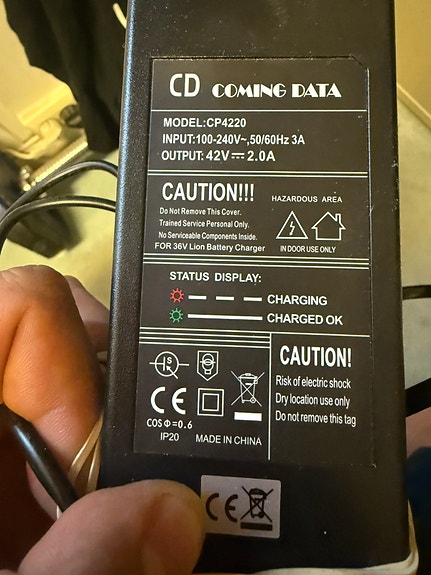 CD COMING DATA
MODEL:CP4220
INPUT:100-240V~,50/60Hz 3A
OUTPUT:42V⎓2.0A
CAUTION!!!
Do Not Remove This Cover.
Trained Service Personal Only.
No Serviceable Components Inside.
FOR 36V Lion Battery Charger
HAZARDOUS AREA
IN DOOR USE ONLY
STATUS DISPLAY:
CHARGING
CHARGED OK
S
CE
COS Φ=0.6
IP20 MADE IN CHINA
CAUTION!
Risk of electric shock
Dry location use only
Do not remove this tag
CE